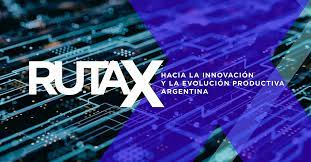 RUTAX
HACIA LA INNOVACIÓN
Y LA EVOLUCIÓN PRODUCTIVA
ARGENTINA